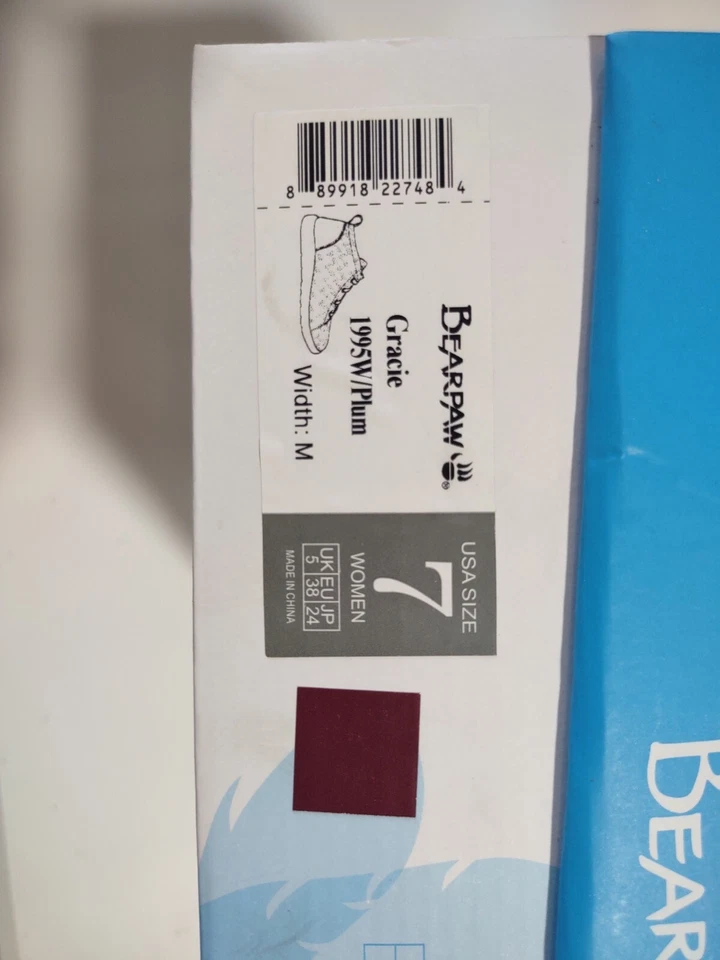 8 89918 22748 4
BEARPAW®
Gracie
1995W/Plum
Width: M
USA SIZE
7
WOMEN
UK EU JP
5 38 24
MADE IN CHINA
BEAR